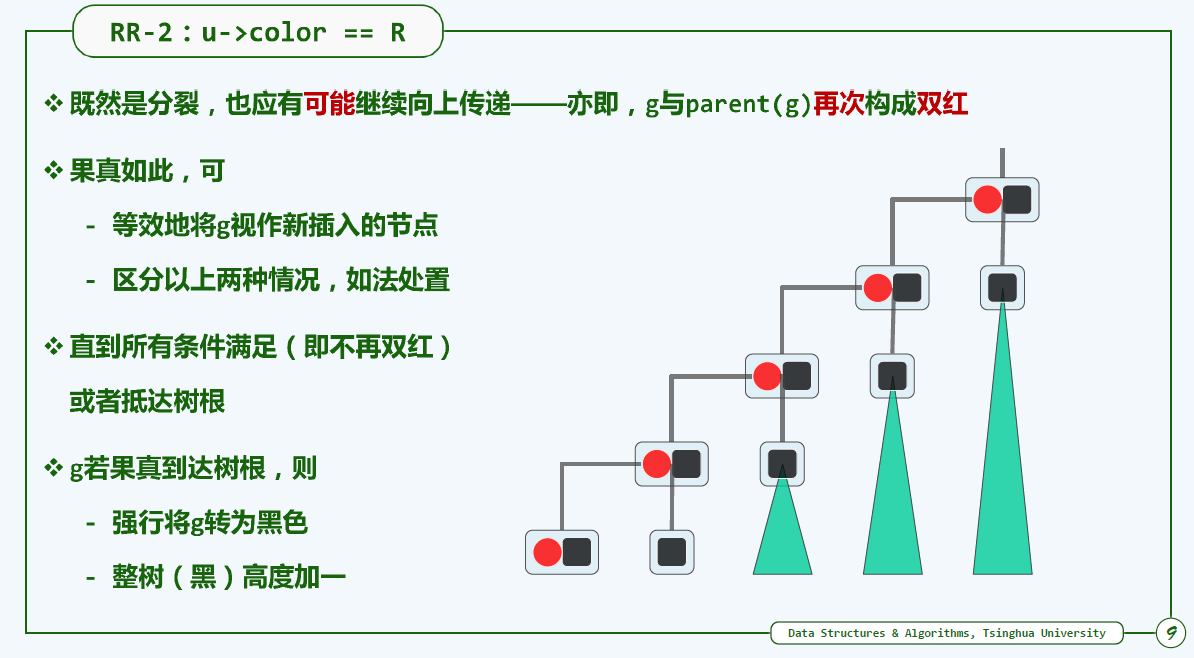 RR-2：u->color == R
❖ 既然是分裂，也应有可能继续向上传递——亦即，g与parent(g)再次构成双红
❖ 果真如此，可
- 等效地将g视作新插入的节点
- 区分以上两种情况，如法处置
❖ 直到所有条件满足（即不再双红）
或者抵达树根
❖ g若果真到达树根，则
- 强行将g转为黑色
- 整树（黑）高度加一
Data Structures & Algorithms, Tsinghua University
9